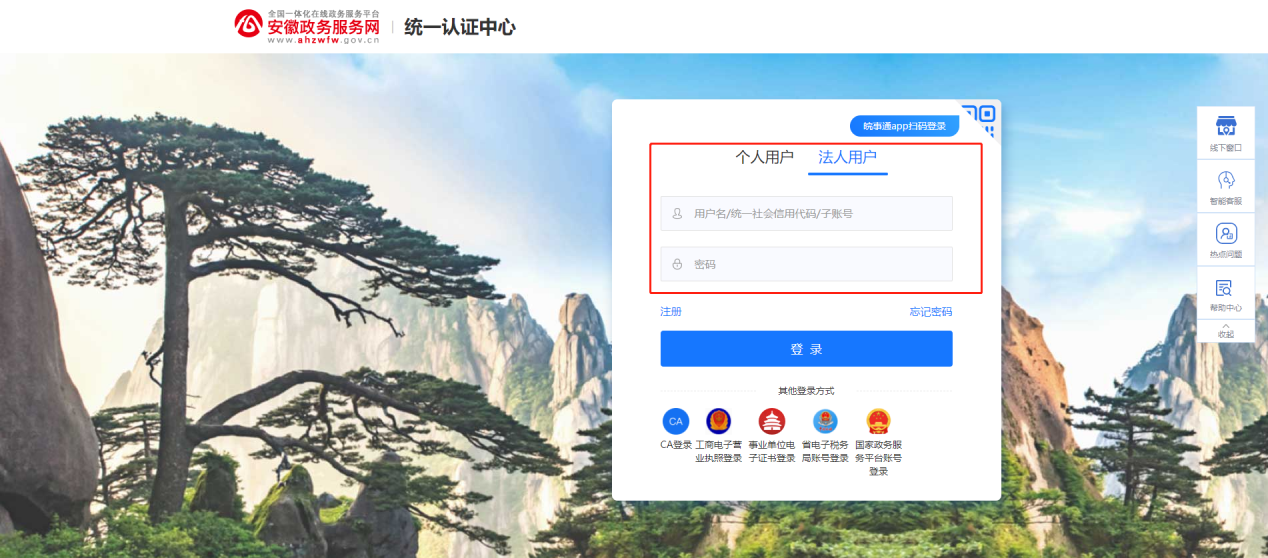 全国一体化在线政务服务平台
安徽政务服务网
www.ahzwfw.gov.cn
统一认证中心
皖事通app扫码登录
个人用户 法人用户
用户名/统一社会信用代码/子账号
密码
注册 忘记密码
登 录
其他登录方式
CA
CA登录
工商电子营
业执照登录
事业单位电
子证书登录
省电子税务
局账号登录
国家政务服
务平台账号
登录
线下窗口
智能客服
热点问题
帮助中心
收起